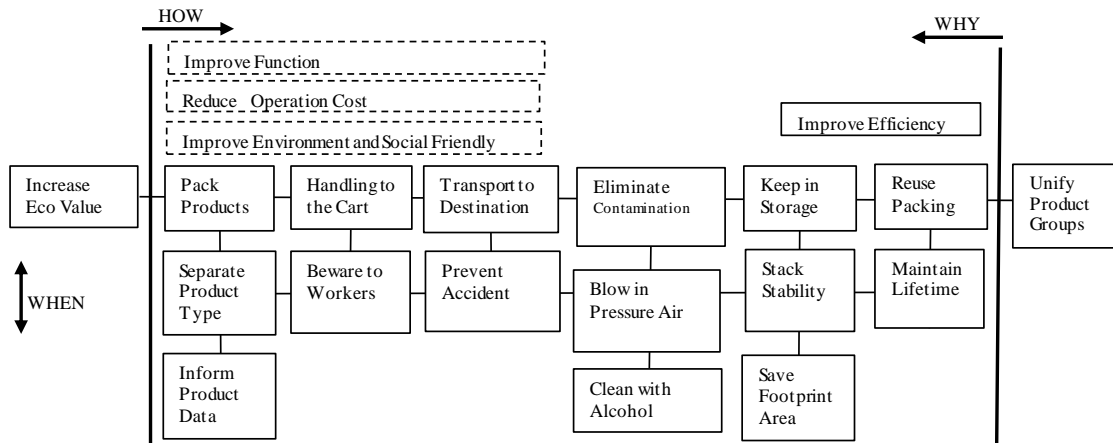 HOW
WHY
Improve Function
Reduce Operation Cost
Improve Environment and Social Friendly
Improve Efficiency
Increase
Eco Value
Pack
Products
Handling to
the Cart
Transport to
Destination
Eliminate
Contamination
Keep in
Storage
Reuse
Packing
Unify
Product
Groups
WHEN
Separate
Product
Type
Beware to
Workers
Prevent
Accident
Blow in
Pressure Air
Stack
Stability
Maintain
Lifetime
Inform
Product
Data
Clean with
Alcohol
Save
Footprint
Area